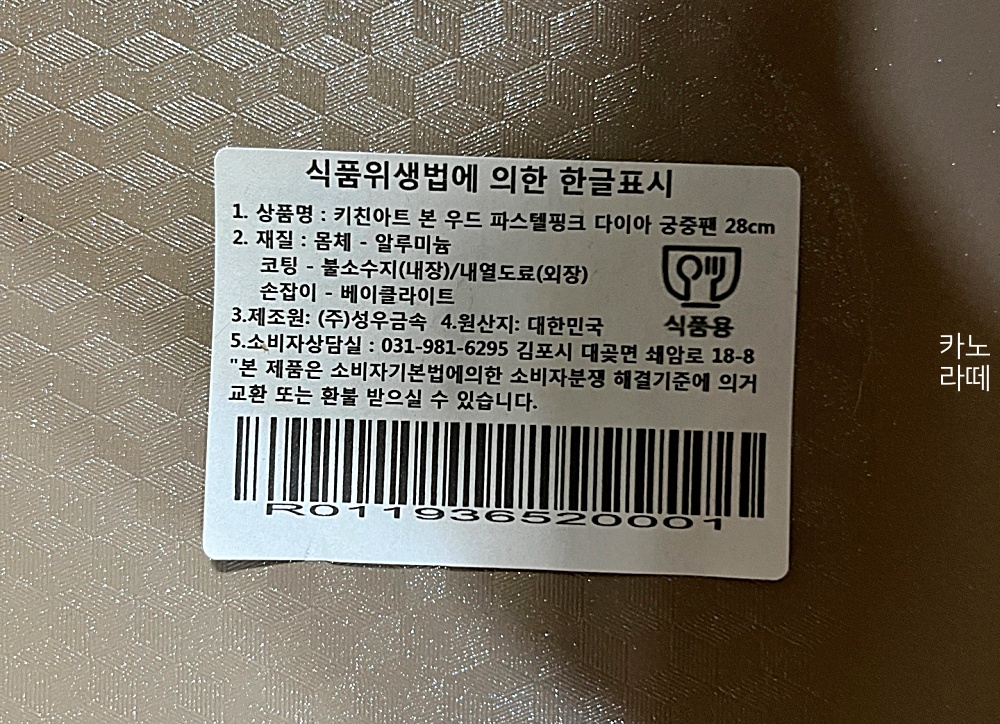 식품위생법에 의한 한글표시
1. 상품명 : 키친아트 본 우드 파스텔핑크 다이아 궁중팬 28cm
2. 재질 : 몸체 - 알루미늄
코팅 - 불소수지(내장)/내열도료(외장)
손잡이 - 베이클라이트
식품용
3.제조원: (주)성우금속 4.원산지: 대한민국
5.소비자상담실 : 031-981-6295 김포시 대곶면 쇄암로 18-8
"본 제품은 소비자기본법에의한 소비자분쟁 해결기준에 의거
교환 또는 환불 받으실 수 있습니다.
R011936520001
카노
라떼